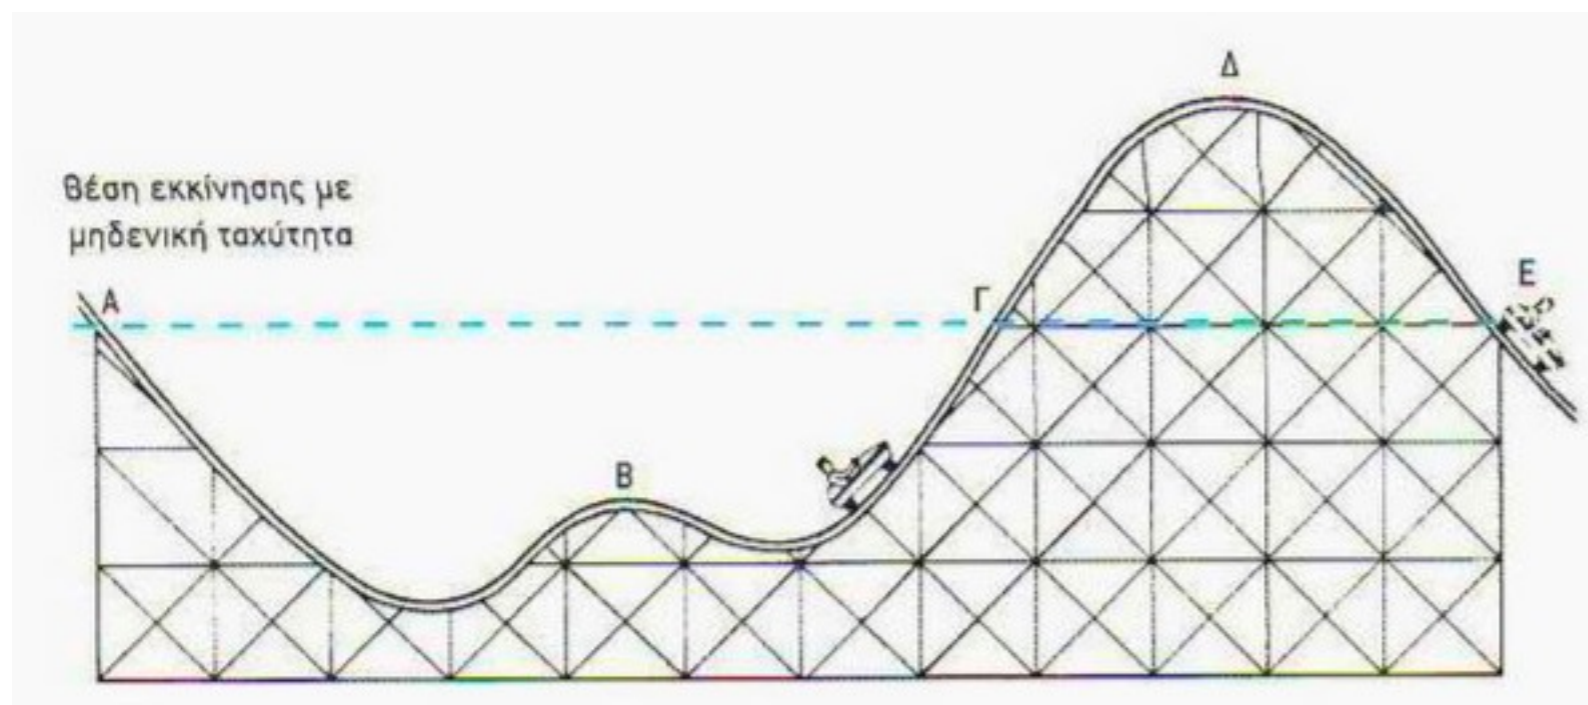 Δ
θέση εκκίνησης με
μηδενική ταχύτητα
Α
Γ
Ε
Β